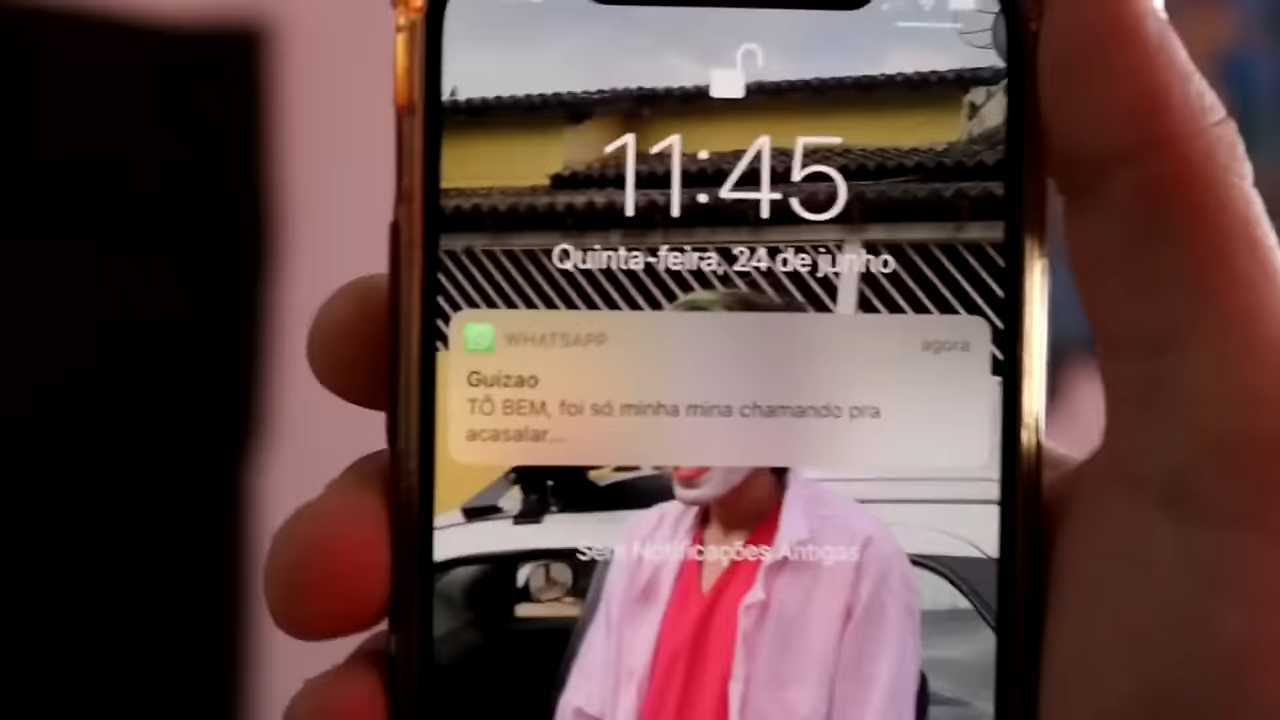 11:45
Quinta-feira, 24 de junho
WHATSAPP agora
Guizao
TÔ BEM, foi só minha mina chamando pra
acasalar...
Sem Notificações Antigas